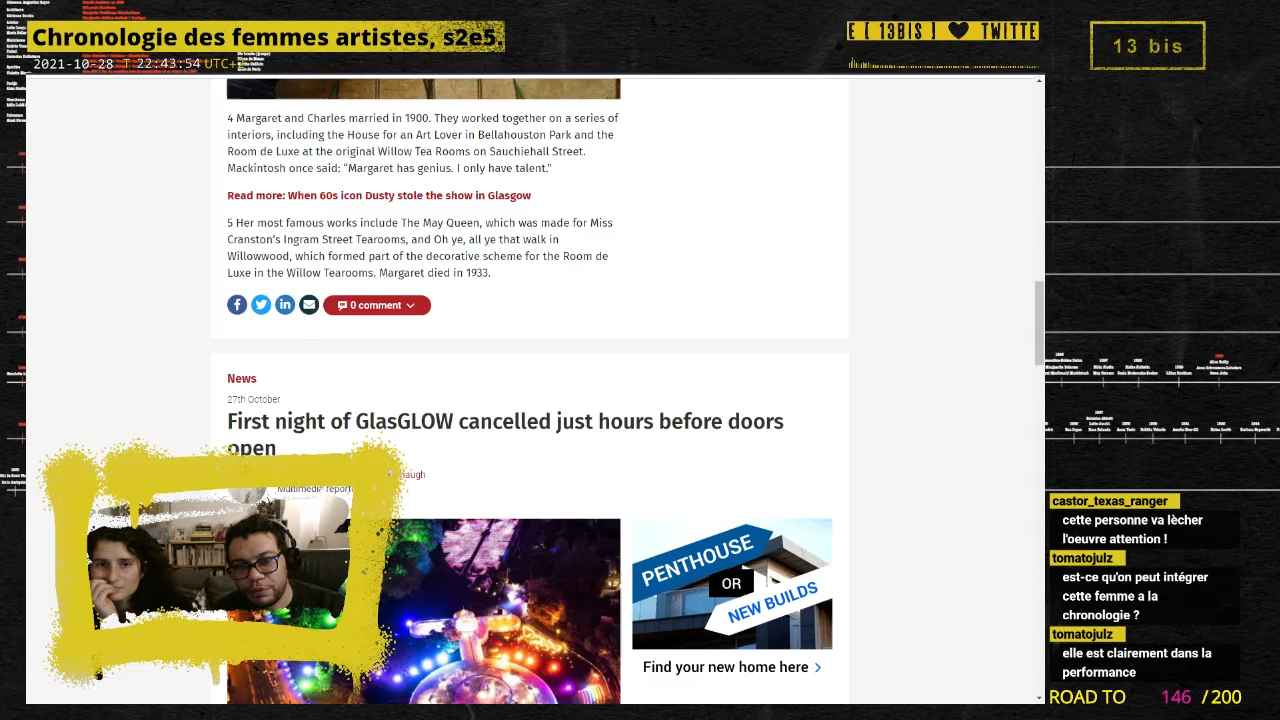 Chronologie des femmes artistes, s2e5
2021-10-28 T 22:43:54 UTC+
E [ 13BIS ] ♥ TWITTE
13 bis
4 Margaret and Charles married in 1900. They worked together on a series of
interiors, including the House for an Art Lover in Bellahouston Park and the
Room de Luxe at the original Willow Tea Rooms on Sauchiehall Street.
Mackintosh once said: “Margaret has genius. I only have talent.”
Read more: When 60s icon Dusty stole the show in Glasgow
5 Her most famous works include The May Queen, which was made for Miss
Cranston’s Ingram Street Tearooms, and Oh ye, all ye that walk in
Willowwood, which formed part of the decorative scheme for the Room de
Luxe in the Willow Tearooms. Margaret died in 1933.
0 comment
News
27th October
First night of GlasGLOW cancelled just hours before doors
open
Multimedia reporte
PENTHOUSE
OR
NEW BUILDS
Find your new home here
castor_texas_ranger
cette personne va lècher
l'oeuvre attention !
tomatojulz
est-ce qu'on peut intégrer
cette femme a la
chronologie ?
tomatojulz
elle est clairement dans la
performance
ROAD TO 146 / 200